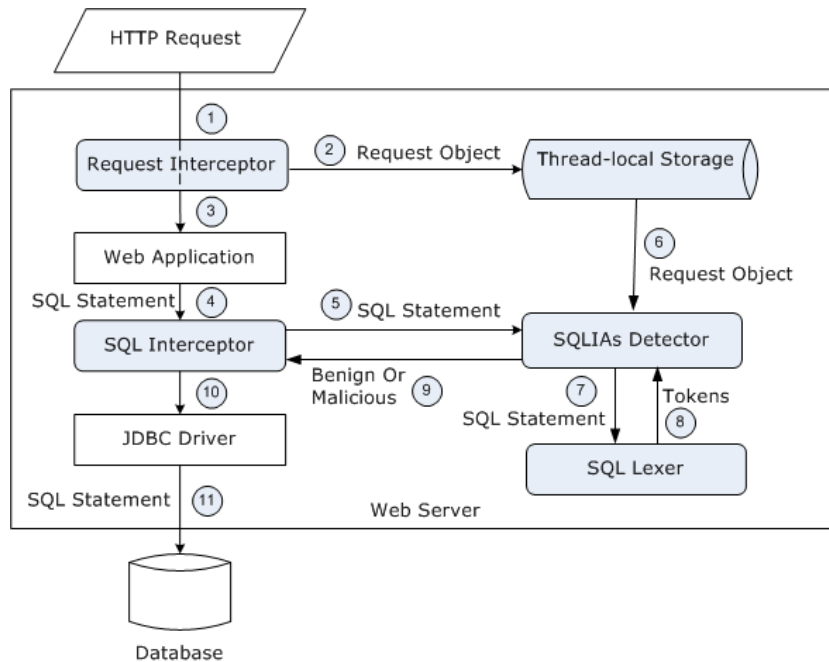 HTTP Request
1
Request Interceptor
2
Request Object
Thread-local Storage
3
6
Request Object
Web Application
SQL Statement
4
5
SQL Statement
SQL Interceptor
SQLIAs Detector
Benign Or
Malicious
9
10
7
SQL Statement
Tokens
8
JDBC Driver
SQL Lexer
SQL Statement
11
Web Server
Database